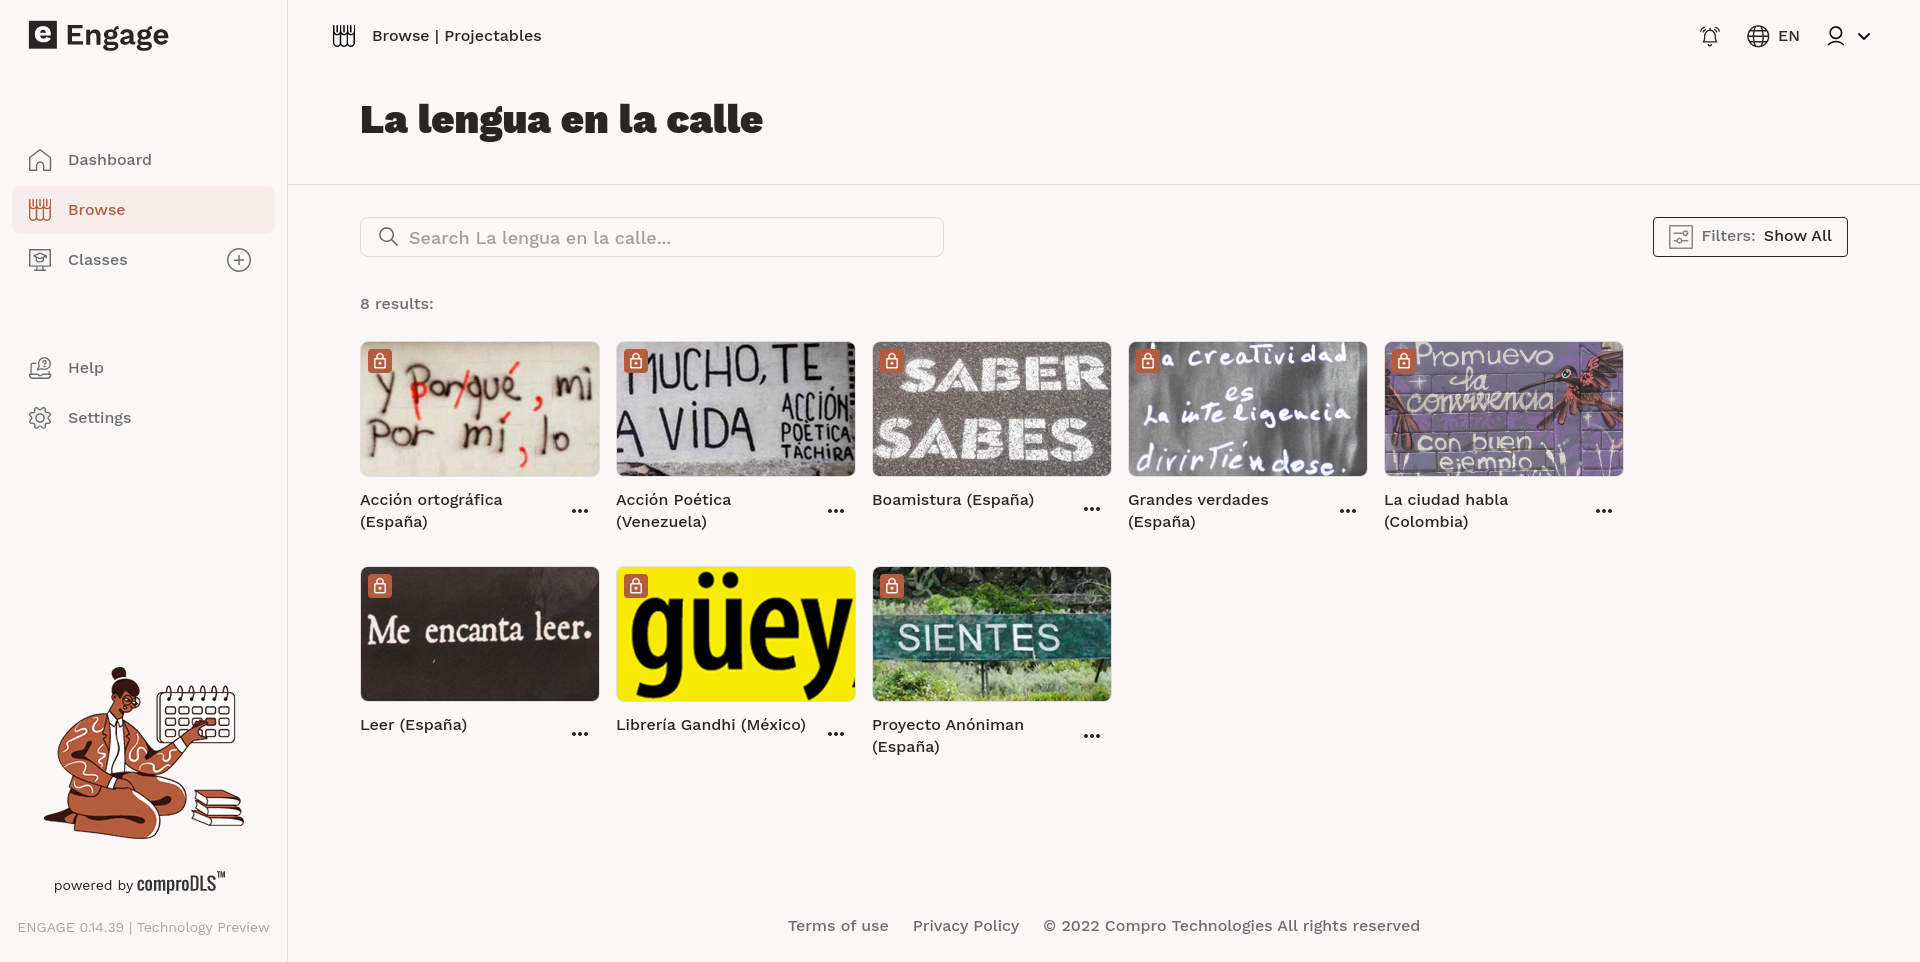 e Engage
Browse | Projectables
EN
La lengua en la calle
Dashboard
Browse
Classes
Help
Settings
Search La lengua en la calle...
Filters: Show All
8 results:
Y Por/qué, mi
por mí, lo
Acción ortográfica
(España)
MUCHO, TE
A VIDA
ACCIÓN
POÉTICA
TÁCHIRA
Acción Poética
(Venezuela)
SABER
SABES
Boamistura (España)
La creatividad
es
La inteligencia
divirTiéndose.
Grandes verdades
(España)
Promuevo
la
convivencia
con buen
ejemplo
La ciudad habla
(Colombia)
Me encanta leer.
Leer (España)
güey,
Librería Gandhi (México)
SIENTES
Proyecto Anóniman
(España)
powered by comproDLS™
ENGAGE 0.14.39 | Technology Preview
Terms of use
Privacy Policy
© 2022 Compro Technologies All rights reserved